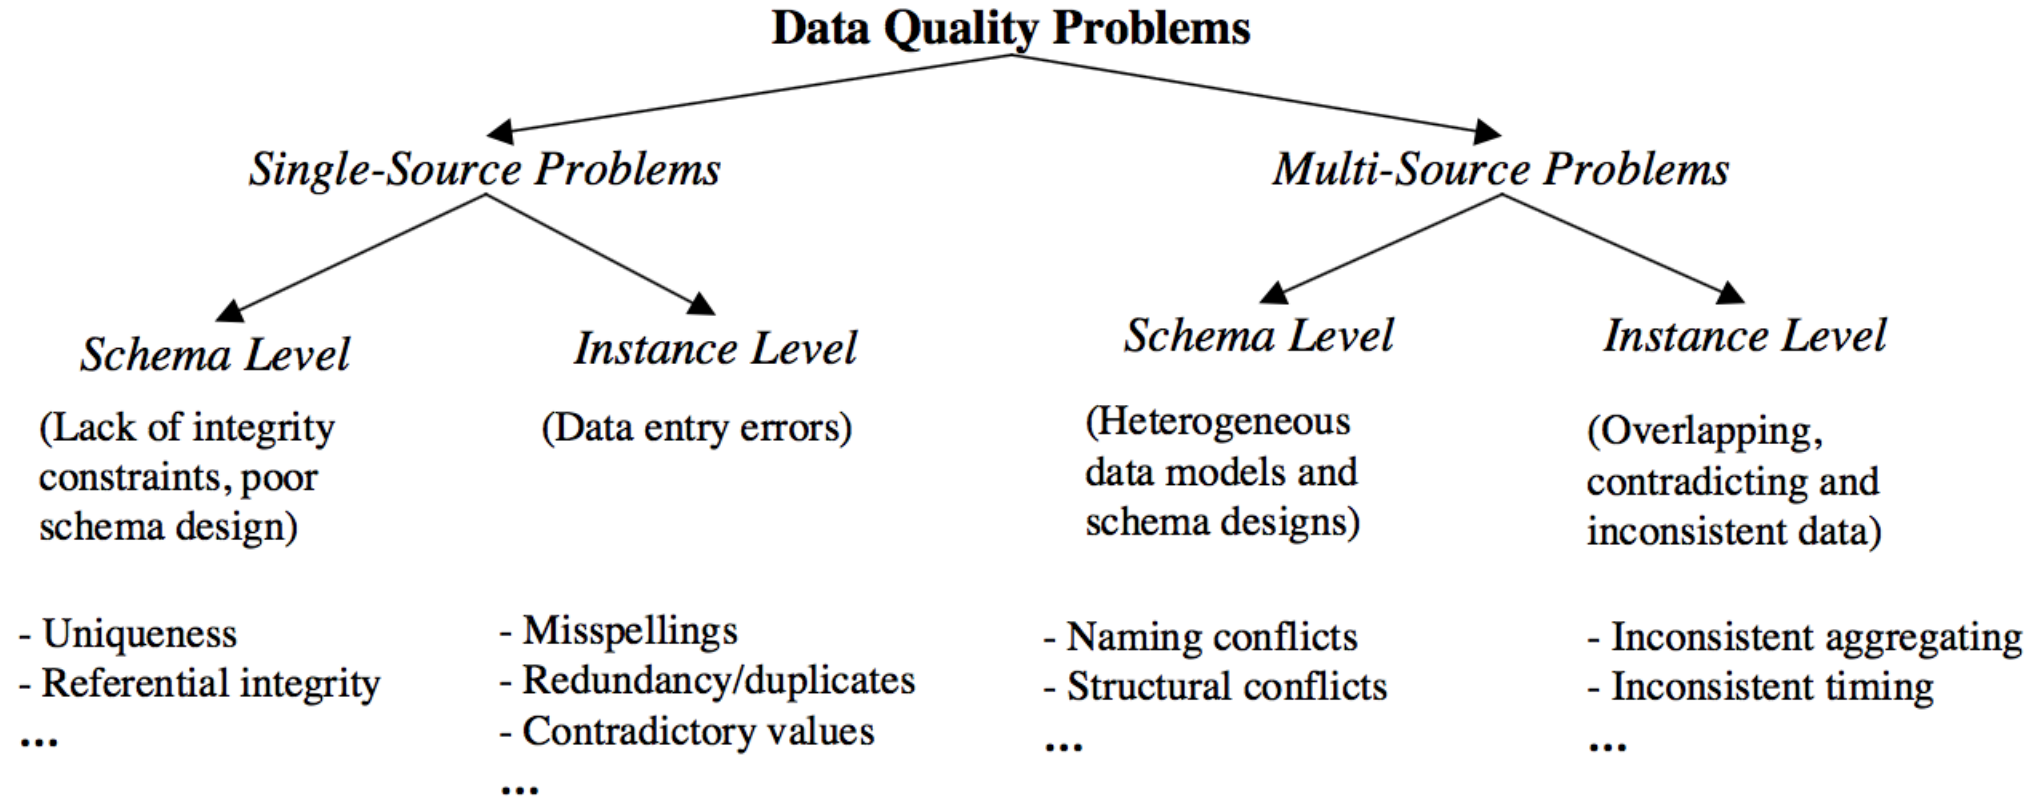 Data Quality Problems
Single-Source Problems
Multi-Source Problems
Schema Level
Instance Level
Schema Level
Instance Level
(Lack of integrity
constraints, poor
schema design)
(Data entry errors)
(Heterogeneous
data models and
schema designs)
(Overlapping,
contradicting and
inconsistent data)
- Uniqueness
- Referential integrity
...
- Misspellings
- Redundancy/duplicates
- Contradictory values
...
- Naming conflicts
- Structural conflicts
...
- Inconsistent aggregating
- Inconsistent timing
...